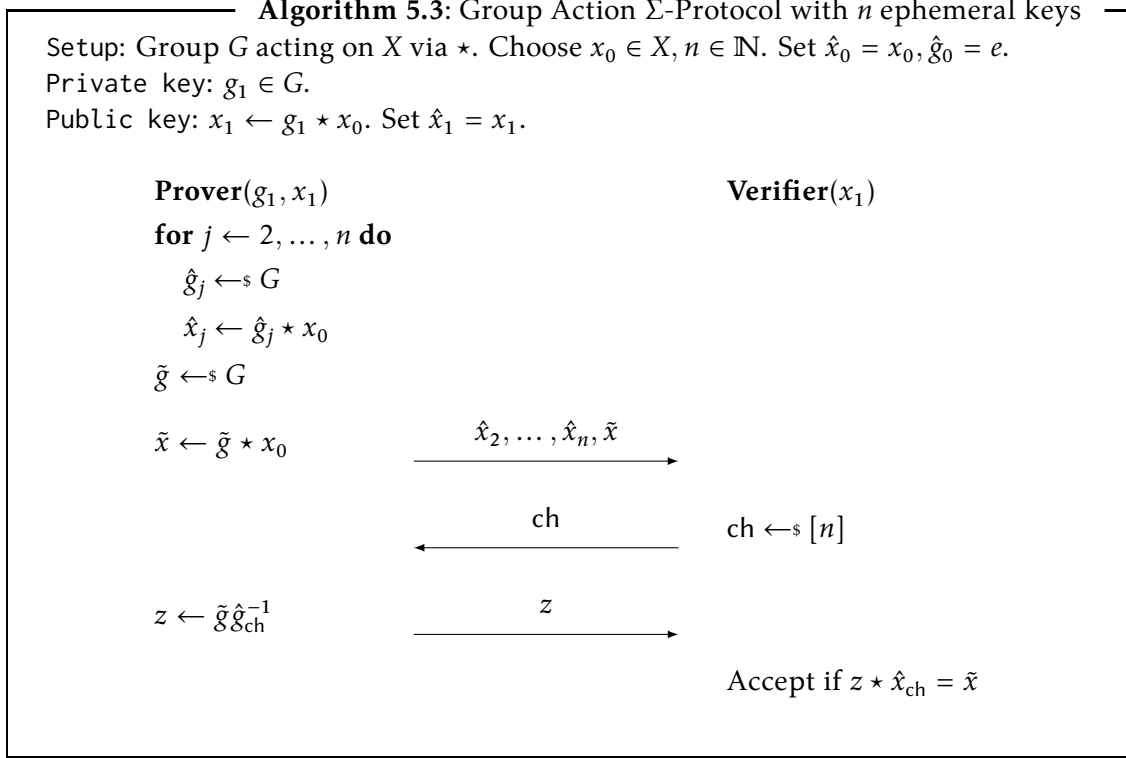 Algorithm 5.3: Group Action Σ-Protocol with n ephemeral keys
Setup: Group G acting on X via ⋆. Choose x₀ ∈ X, n ∈ ℕ. Set x̂₀ = x₀, ĝ₀ = e.
Private key: g₁ ∈ G.
Public key: x₁ ← g₁ ⋆ x₀. Set x̂₁ = x₁.
Prover(g₁, x₁) Verifier(x₁)
for j ← 2, … , n do
ĝⱼ ←$ G
x̂ⱼ ← ĝⱼ ⋆ x₀
g̃ ←$ G
x̃ ← g̃ ⋆ x₀ x̂₂, … , x̂ₙ, x̃
ch ch ←$ [n]
z ← g̃ĝ_ch⁻¹ z
Accept if z ⋆ x̂_ch = x̃